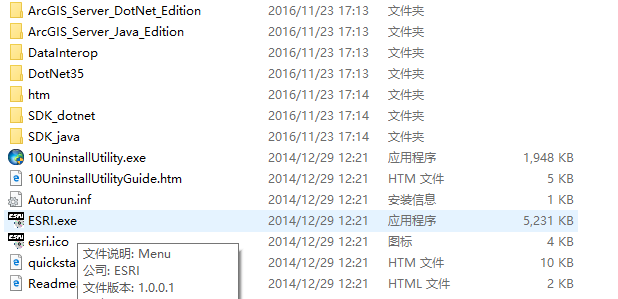 ArcGIS_Server_DotNet_Edition 2016/11/23 17:13 文件夹
ArcGIS_Server_Java_Edition 2016/11/23 17:13 文件夹
DataInterop 2016/11/23 17:13 文件夹
DotNet35 2016/11/23 17:13 文件夹
htm 2016/11/23 17:14 文件夹
SDK_dotnet 2016/11/23 17:14 文件夹
SDK_java 2016/11/23 17:14 文件夹
10UninstallUtility.exe 2014/12/29 12:21 应用程序 1,948 KB
10UninstallUtilityGuide.htm 2014/12/29 12:21 HTM 文件 5 KB
Autorun.inf 2014/12/29 12:21 安装信息 1 KB
ESRI.exe 2014/12/29 12:21 应用程序 5,231 KB
esri.ico 2014/12/29 12:21 图标 4 KB
quicksta 2014/12/29 12:21 HTM 文件 10 KB
Readme 2014/12/29 12:21 HTML 文件 2 KB
文件说明: Menu
公司: ESRI
文件版本: 1.0.0.1